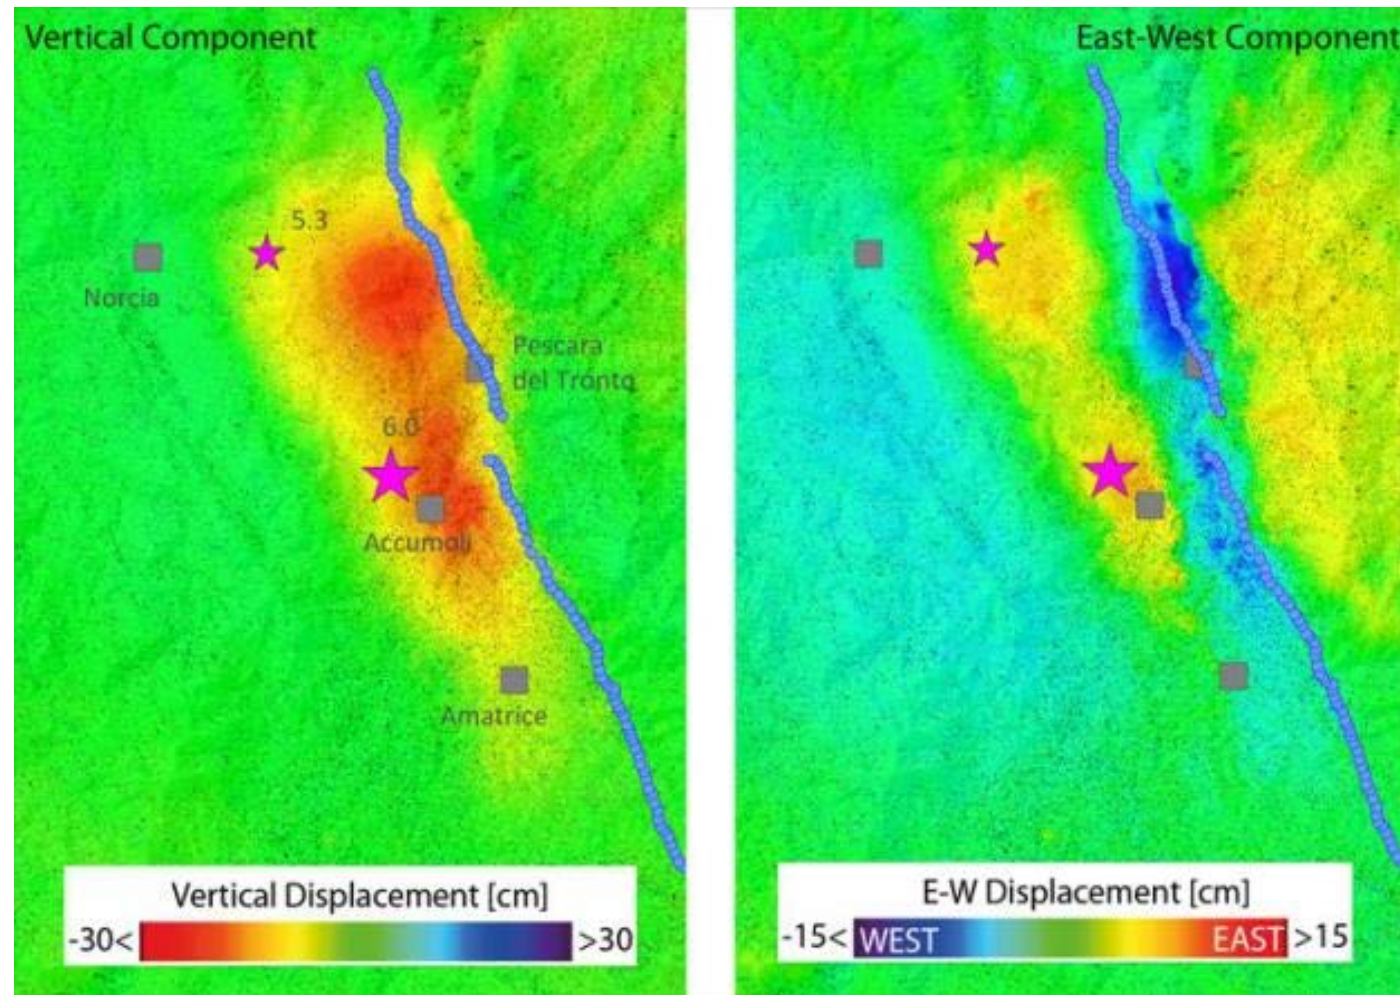 Vertical Component
5.3
Norcia
Pescara
del Tronto
6.0
Accumoli
Amatrice
Vertical Displacement [cm]
-30< >30
East-West Component
E-W Displacement [cm]
-15< WEST EAST >15